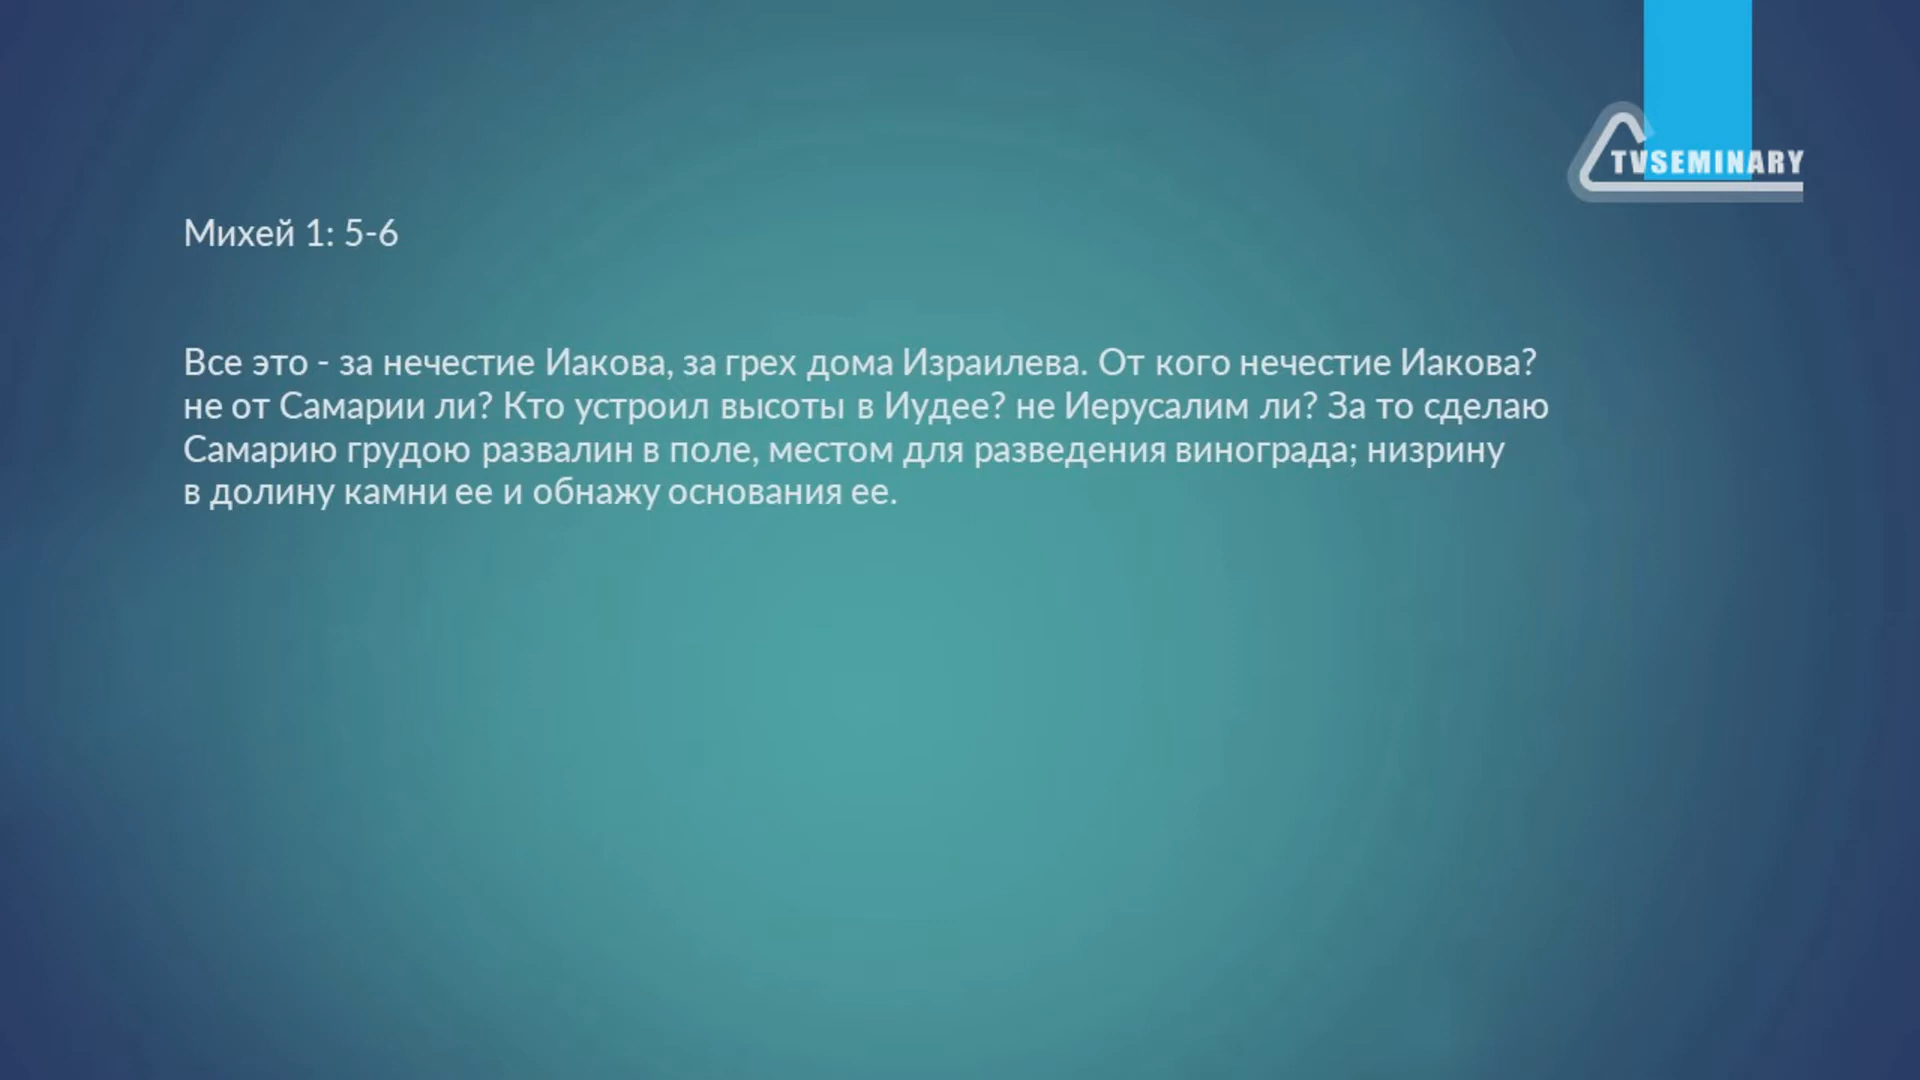 TVSEMINARY
Михей 1: 5-6
Все это - за нечестие Иакова, за грех дома Израилева. От кого нечестие Иакова?
не от Самарии ли? Кто устроил высоты в Иудее? не Иерусалим ли? За то сделаю
Самарию грудою развалин в поле, местом для разведения винограда; низрину
в долину камни ее и обнажу основания ее.